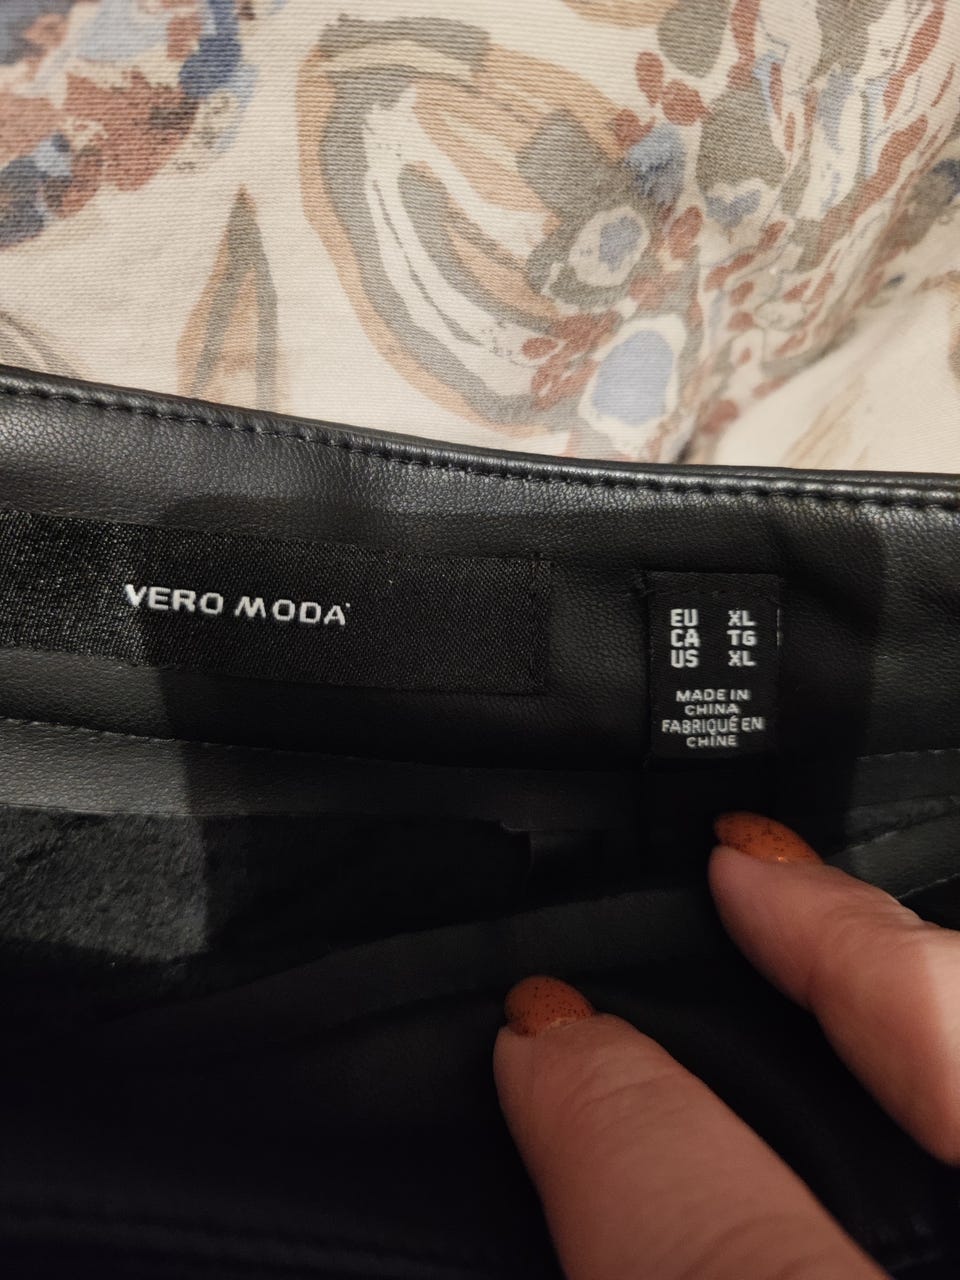 VERO MODA
EU XL
CA TG
US XL
MADE IN
CHINA
FABRIQUÉ EN
CHINE